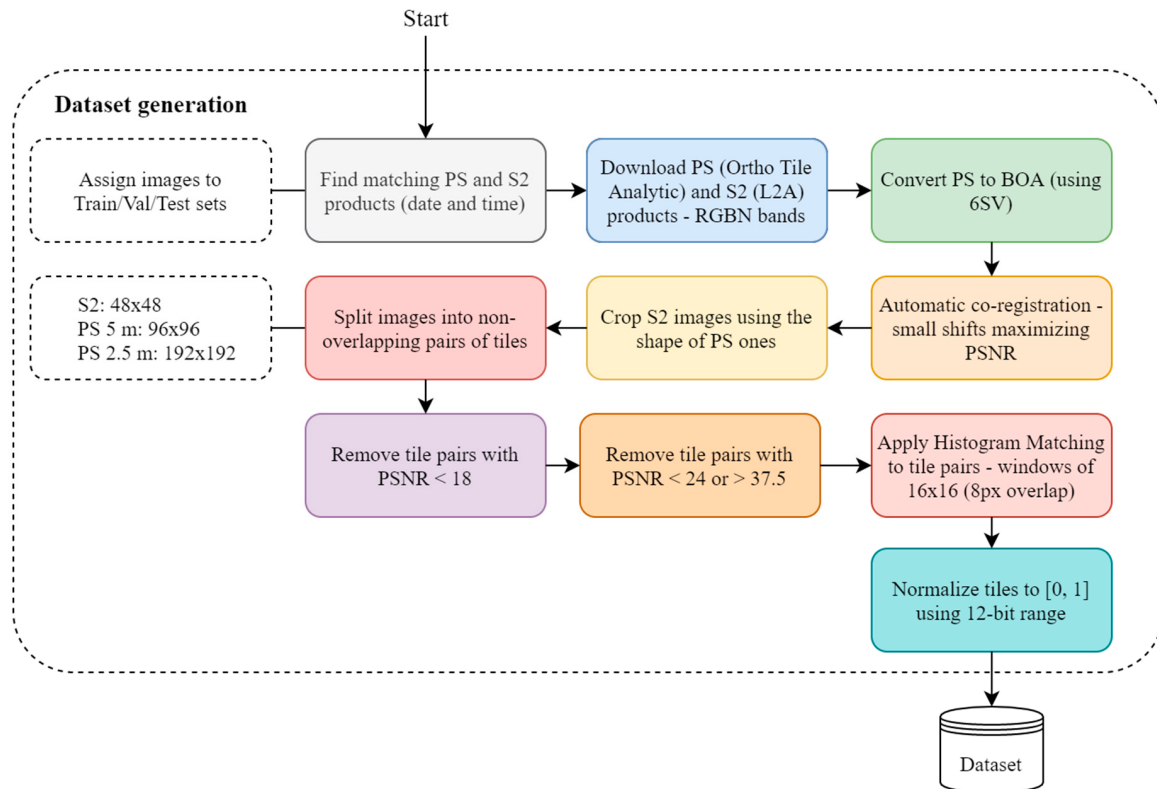 Start
Dataset generation
Assign images to
Train/Val/Test sets
Find matching PS and S2
products (date and time)
Download PS (Ortho Tile
Analytic) and S2 (L2A)
products - RGBN bands
Convert PS to BOA (using
6SV)
S2: 48x48
PS 5 m: 96x96
PS 2.5 m: 192x192
Split images into non-
overlapping pairs of tiles
Crop S2 images using the
shape of PS ones
Automatic co-registration -
small shifts maximizing
PSNR
Remove tile pairs with
PSNR < 18
Remove tile pairs with
PSNR < 24 or > 37.5
Apply Histogram Matching
to tile pairs - windows of
16x16 (8px overlap)
Normalize tiles to [0, 1]
using 12-bit range
Dataset